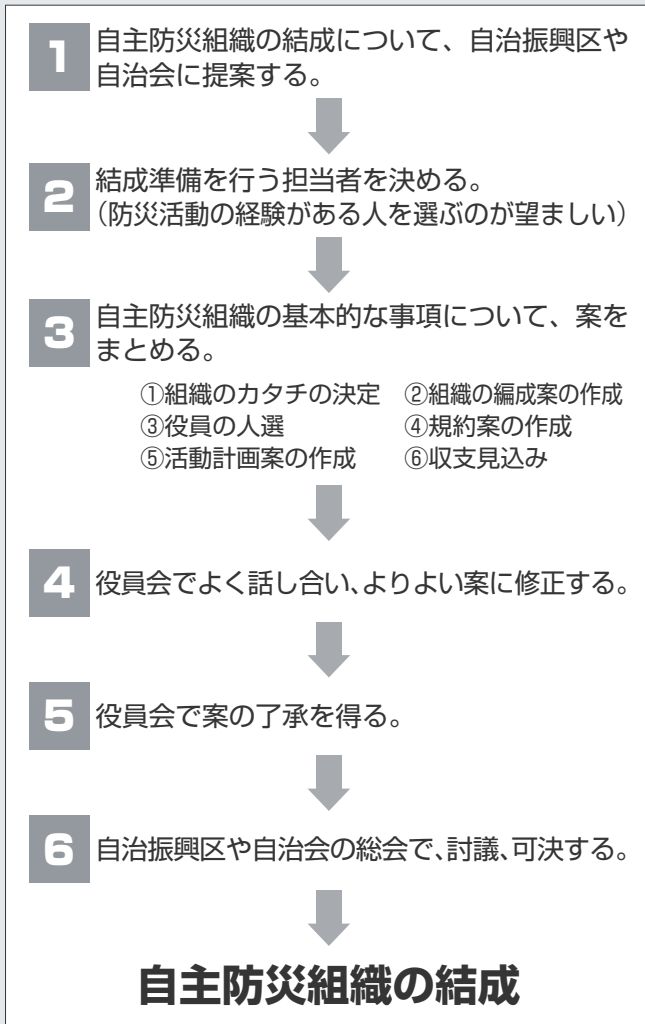 1 自主防災組織の結成について、自治振興区や
自治会に提案する。
2 結成準備を行う担当者を決める。
（防災活動の経験がある人を選ぶのが望ましい）
3 自主防災組織の基本的な事項について、案を
まとめる。
①組織のカタチの決定 ②組織の編成案の作成
③役員の人選 ④規約案の作成
⑤活動計画案の作成 ⑥収支見込み
4 役員会でよく話し合い、よりよい案に修正する。
5 役員会で案の了承を得る。
6 自治振興区や自治会の総会で、討議、可決する。
自主防災組織の結成